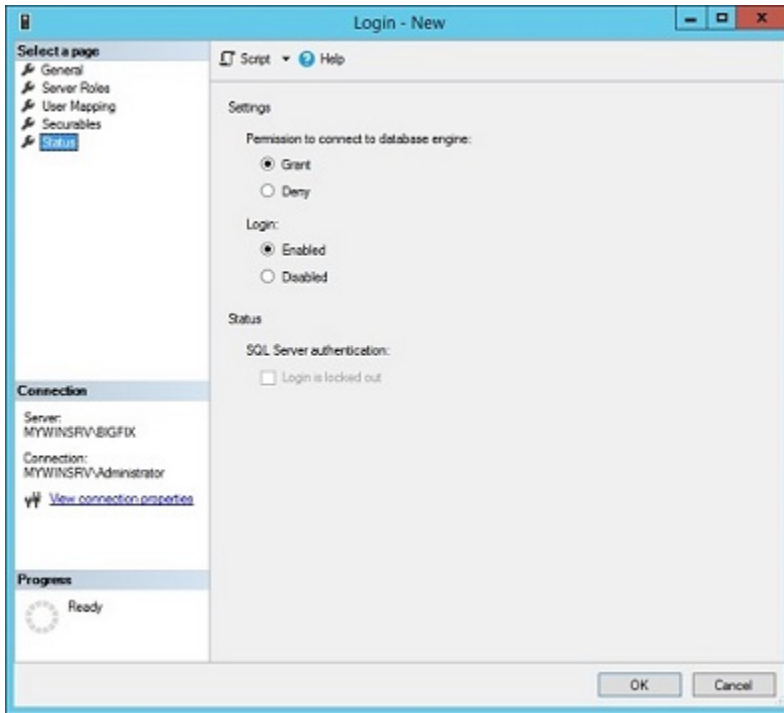 Login - New
Select a page
General
Server Roles
User Mapping
Securables
Status
Script
Help
Settings
Permission to connect to database engine:
Grant
Deny
Login:
Enabled
Disabled
Status
SQL Server authentication:
Login is locked out
Connection
Server:
MYWINSRV\BIGFIX
Connection:
MYWINSRV\Administrator
View connection properties
Progress
Ready
OK
Cancel